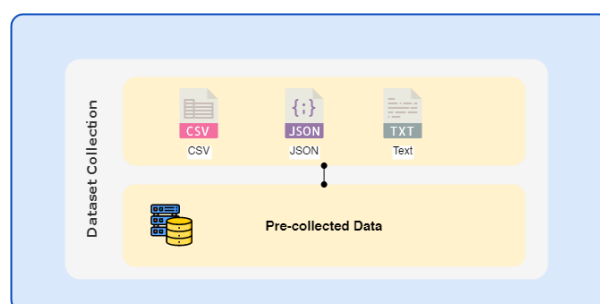 Dataset Collection
{;}
CSV
JSON
TXT
CSV
JSON
Text
Pre-collected Data